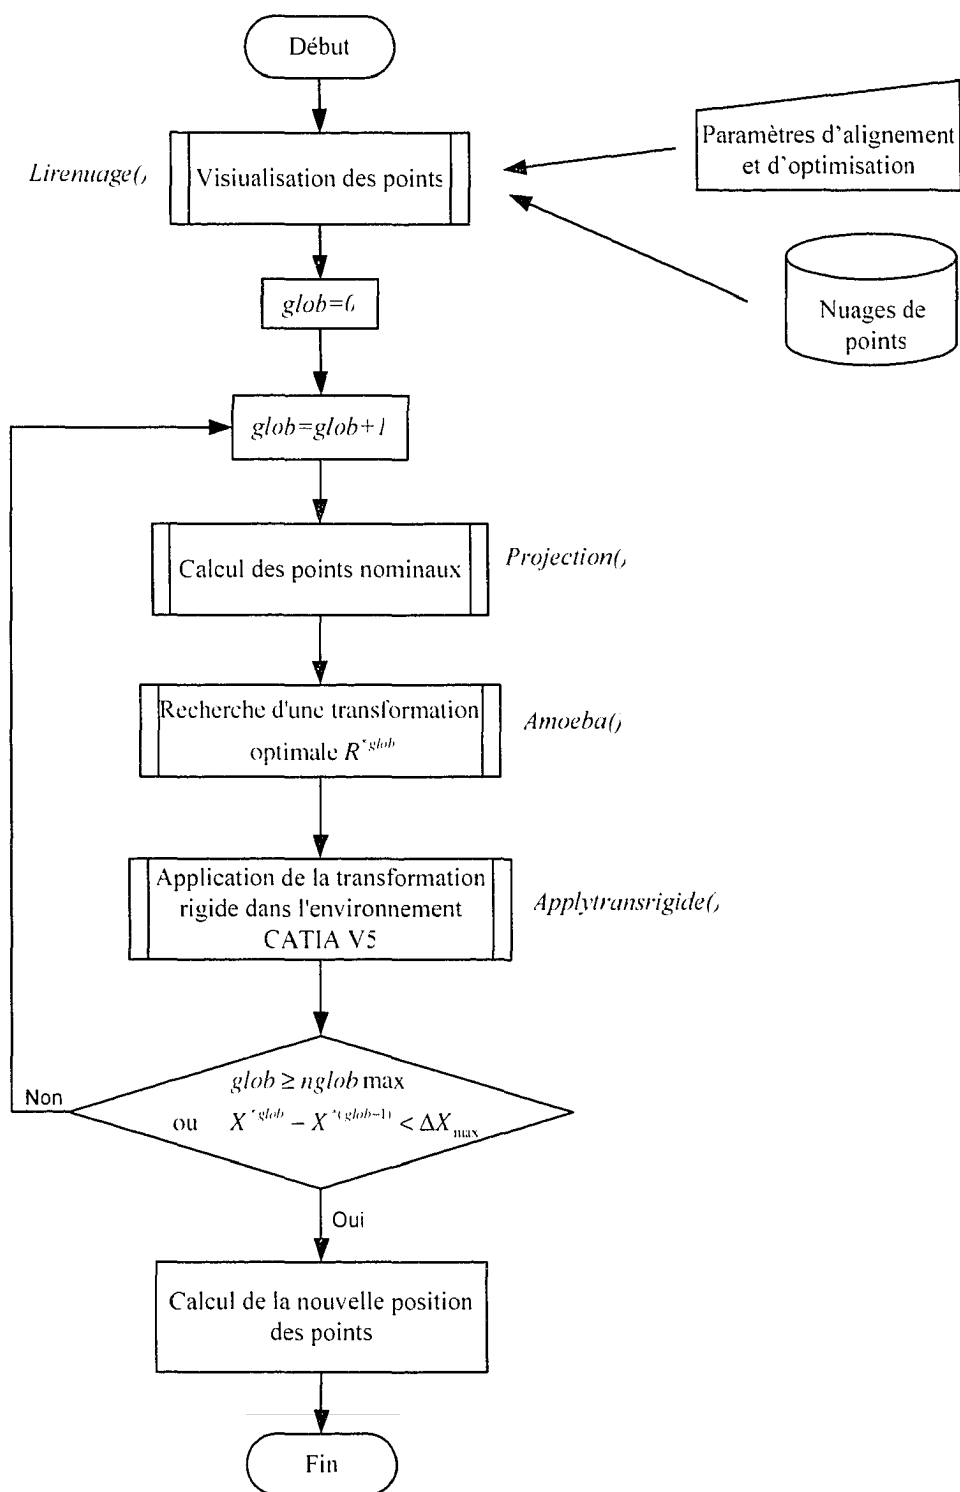 Début
Paramètres d'alignement
et d'optimisation
Lirenuage()
Visiualisation des points
Nuages de
points
glob=0
glob=glob+1
Calcul des points nominaux
Projection()
Recherche d'une transformation
optimale R*glob
Amoeba()
Application de la transformation
rigide dans l'environnement
CATIA V5
Applytransrigide()
glob ≥ nglob max
Non
ou X*glob − X*(glob−1) < ΔXmax
Oui
Calcul de la nouvelle position
des points
Fin